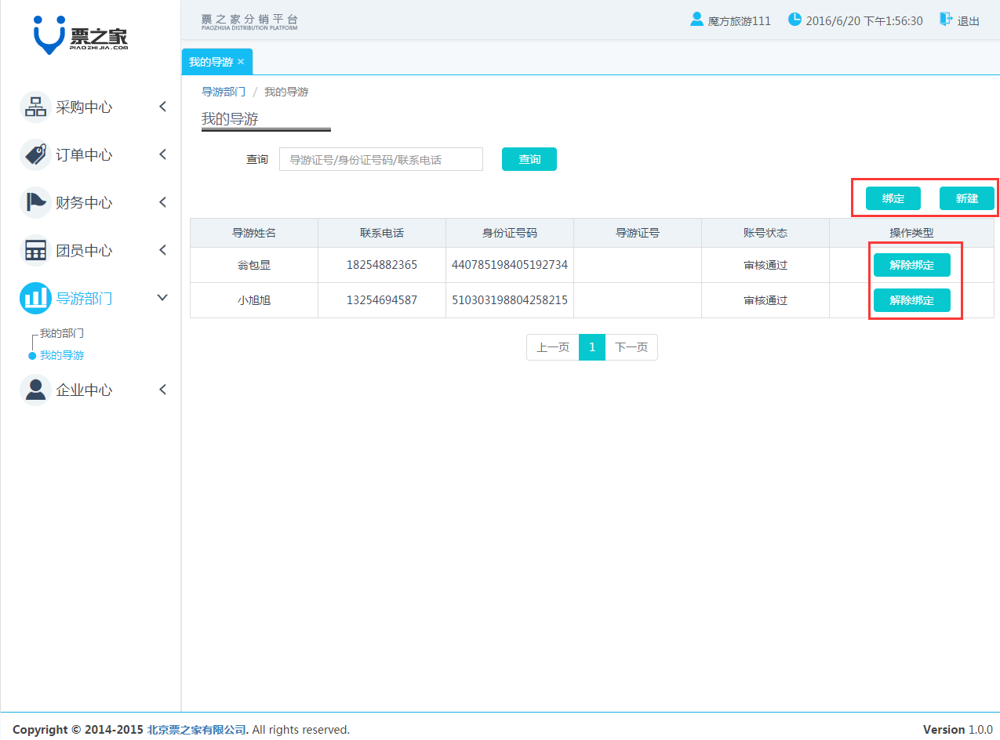 票之家
PIAOZHIJIA.COM
票之家分销平台
PIAOZHIJIA DISTRIBUTION PLATFORM
魔方旅游111
2016/6/20 下午1:56:30
退出
采购中心
订单中心
财务中心
团员中心
导游部门
我的部门
我的导游
企业中心
我的导游 ×
导游部门 / 我的导游
我的导游
查询 导游证号/身份证号码/联系电话 查询
绑定 新建
导游姓名 联系电话 身份证号码 导游证号 账号状态 操作类型
翁包显 18254882365 440785198405192734 审核通过 解除绑定
小旭旭 13254694587 510303198804258215 审核通过 解除绑定
上一页 1 下一页
Copyright © 2014-2015 北京票之家有限公司. All rights reserved.
Version 1.0.0